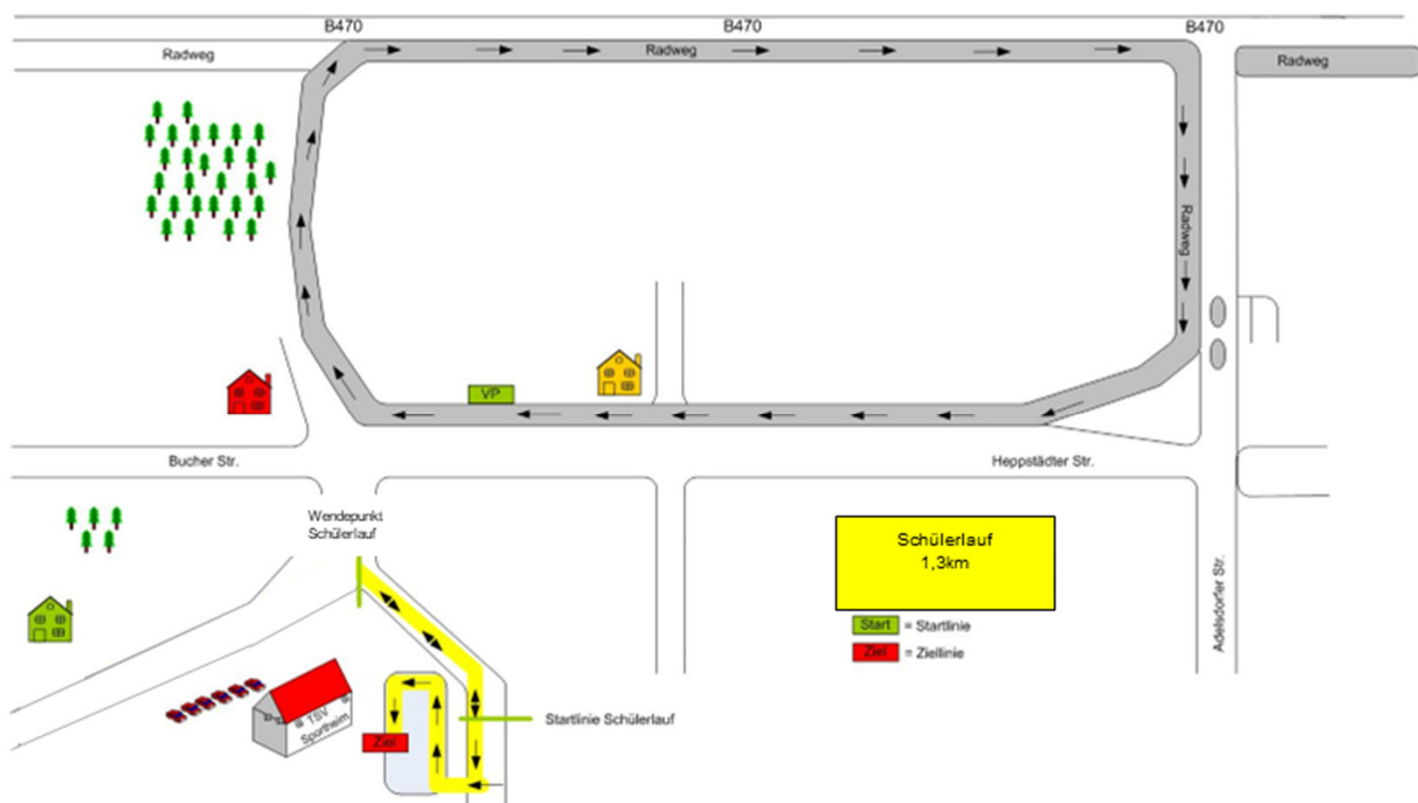 B470
B470
B470
Radweg
Radweg
Radweg
Radweg
VP
Bucher Str.
Heppstädter Str.
Wendepunkt
Schülerlauf
Schülerlauf
1,3km
Adelsdorfer Str.
Start = Startlinie
Ziel = Ziellinie
TSV
Sportheim
Startlinie Schülerlauf
Ziel